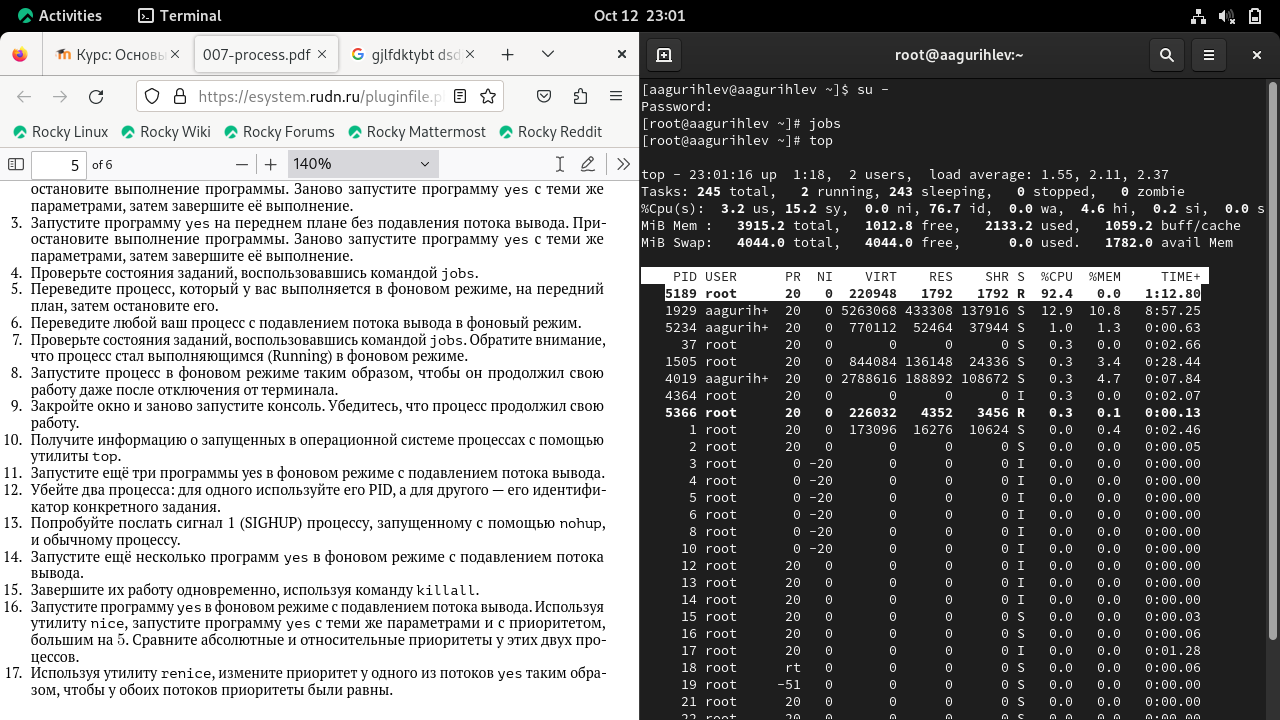 Activities Terminal Oct 12 23:01
Курс: Основы 007-process.pdf gjlfdktybt dsd
https://esystem.rudn.ru/pluginfile.p
Rocky Linux Rocky Wiki Rocky Forums Rocky Mattermost Rocky Reddit
5 of 6 140%
остановите выполнение программы. Заново запустите программу yes с теми же
параметрами, затем завершите её выполнение.
3. Запустите программу yes на переднем плане без подавления потока вывода. При-
остановите выполнение программы. Заново запустите программу yes с теми же
параметрами, затем завершите её выполнение.
4. Проверьте состояния заданий, воспользовавшись командой jobs.
5. Переведите процесс, который у вас выполняется в фоновом режиме, на передний
план, затем остановите его.
6. Переведите любой ваш процесс с подавлением потока вывода в фоновый режим.
7. Проверьте состояния заданий, воспользовавшись командой jobs. Обратите внимание,
что процесс стал выполняющимся (Running) в фоновом режиме.
8. Запустите процесс в фоновом режиме таким образом, чтобы он продолжил свою
работу даже после отключения от терминала.
9. Закройте окно и заново запустите консоль. Убедитесь, что процесс продолжил свою
работу.
10. Получите информацию о запущенных в операционной системе процессах с помощью
утилиты top.
11. Запустите ещё три программы yes в фоновом режиме с подавлением потока вывода.
12. Убейте два процесса: для одного используйте его PID, а для другого — его идентифи-
катор конкретного задания.
13. Попробуйте послать сигнал 1 (SIGHUP) процессу, запущенному с помощью nohup,
и обычному процессу.
14. Запустите ещё несколько программ yes в фоновом режиме с подавлением потока
вывода.
15. Завершите их работу одновременно, используя команду killall.
16. Запустите программу yes в фоновом режиме с подавлением потока вывода. Используя
утилиту nice, запустите программу yes с теми же параметрами и с приоритетом,
большим на 5. Сравните абсолютные и относительные приоритеты у этих двух про-
цессов.
17. Используя утилиту renice, измените приоритет у одного из потоков yes таким обра-
зом, чтобы у обоих потоков приоритеты были равны.
root@aagurihlev:~
[aagurihlev@aagurihlev ~]$ su -
Password:
[root@aagurihlev ~]# jobs
[root@aagurihlev ~]# top
top - 23:01:16 up 1:18, 2 users, load average: 1.55, 2.11, 2.37
Tasks: 245 total, 2 running, 243 sleeping, 0 stopped, 0 zombie
%Cpu(s): 3.2 us, 15.2 sy, 0.0 ni, 76.7 id, 0.0 wa, 4.6 hi, 0.2 si, 0.0 s
MiB Mem : 3915.2 total, 1012.8 free, 2133.2 used, 1059.2 buff/cache
MiB Swap: 4044.0 total, 4044.0 free, 0.0 used. 1782.0 avail Mem
PID USER PR NI VIRT RES SHR S %CPU %MEM TIME+
5189 root 20 0 220948 1792 1792 R 92.4 0.0 1:12.80
1929 aagurih+ 20 0 5263068 433308 137916 S 12.9 10.8 8:57.25
5234 aagurih+ 20 0 770112 52464 37944 S 1.0 1.3 0:00.63
37 root 20 0 0 0 0 S 0.3 0.0 0:02.66
1505 root 20 0 844084 136148 24336 S 0.3 3.4 0:28.44
4019 aagurih+ 20 0 2788616 188892 108672 S 0.3 4.7 0:07.84
4364 root 20 0 0 0 0 I 0.3 0.0 0:02.07
5366 root 20 0 226032 4352 3456 R 0.3 0.1 0:00.13
1 root 20 0 173096 16276 10624 S 0.0 0.4 0:02.46
2 root 20 0 0 0 0 S 0.0 0.0 0:00.05
3 root 0 -20 0 0 0 I 0.0 0.0 0:00.00
4 root 0 -20 0 0 0 I 0.0 0.0 0:00.00
5 root 0 -20 0 0 0 I 0.0 0.0 0:00.00
6 root 0 -20 0 0 0 I 0.0 0.0 0:00.00
8 root 0 -20 0 0 0 I 0.0 0.0 0:00.00
10 root 0 -20 0 0 0 I 0.0 0.0 0:00.00
12 root 20 0 0 0 0 I 0.0 0.0 0:00.00
13 root 20 0 0 0 0 I 0.0 0.0 0:00.00
14 root 20 0 0 0 0 I 0.0 0.0 0:00.00
15 root 20 0 0 0 0 S 0.0 0.0 0:00.03
16 root 20 0 0 0 0 S 0.0 0.0 0:00.06
17 root 20 0 0 0 0 I 0.0 0.0 0:01.28
18 root rt 0 0 0 0 S 0.0 0.0 0:00.06
19 root -51 0 0 0 0 S 0.0 0.0 0:00.00
21 root 20 0 0 0 0 S 0.0 0.0 0:00.00
22 root 20 0 0 0 0 S 0.0 0.0 0:00.00